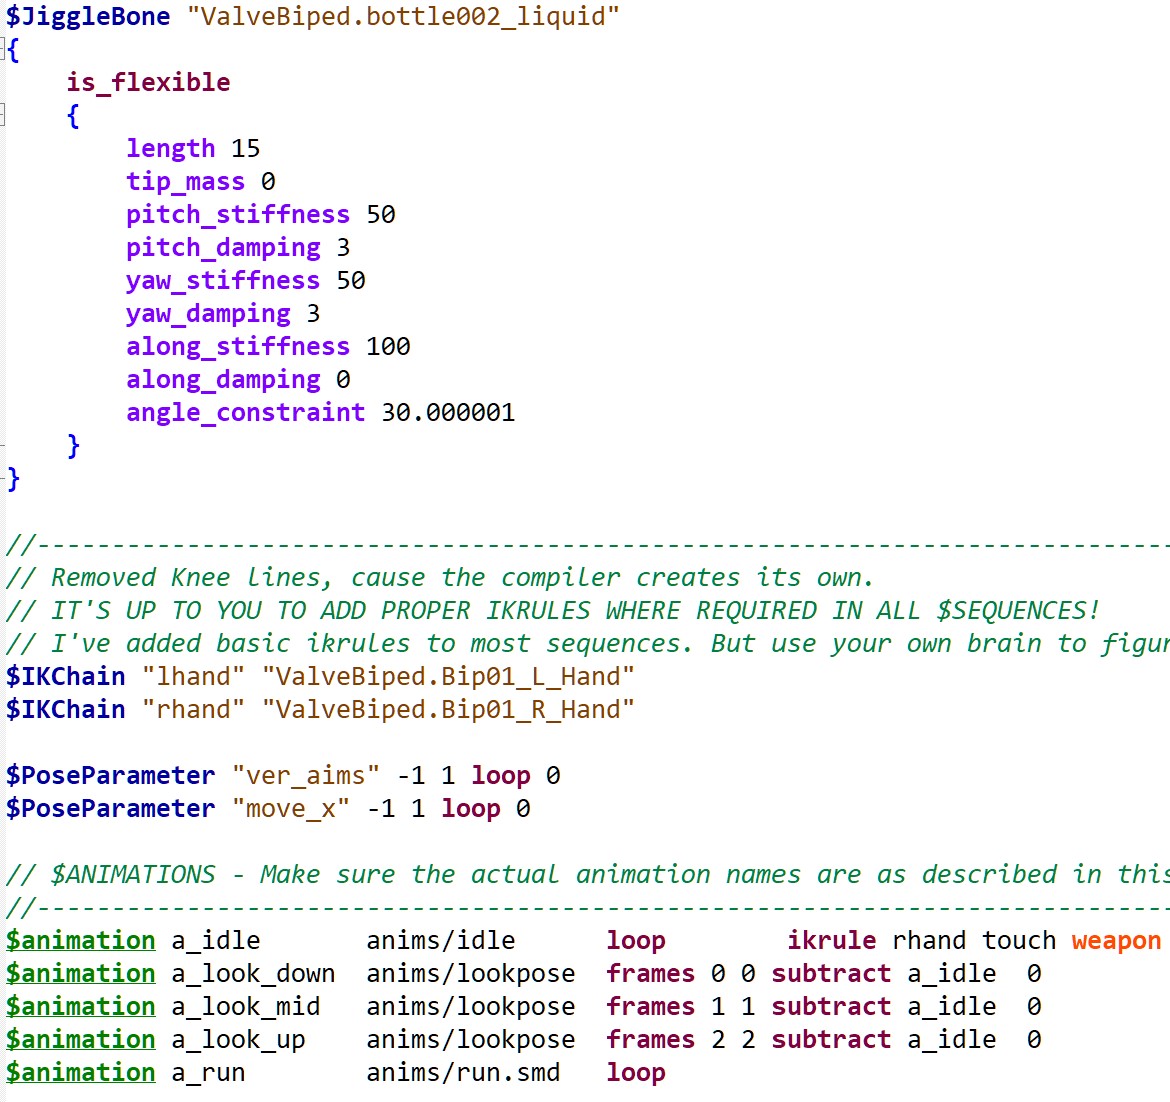 $JiggleBone "ValveBiped.bottle002_liquid"
{
is_flexible
{
length 15
tip_mass 0
pitch_stiffness 50
pitch_damping 3
yaw_stiffness 50
yaw_damping 3
along_stiffness 100
along_damping 0
angle_constraint 30.000001
}
}
//----------------------------------------------------------------------------
// Removed Knee lines, cause the compiler creates its own.
// IT'S UP TO YOU TO ADD PROPER IKRULES WHERE REQUIRED IN ALL $SEQUENCES!
// I've added basic ikrules to most sequences. But use your own brain to figur
$IKChain "lhand" "ValveBiped.Bip01_L_Hand"
$IKChain "rhand" "ValveBiped.Bip01_R_Hand"
$PoseParameter "ver_aims" -1 1 loop 0
$PoseParameter "move_x" -1 1 loop 0
// $ANIMATIONS - Make sure the actual animation names are as described in this
//----------------------------------------------------------------------------
$animation a_idle anims/idle loop ikrule rhand touch weapon
$animation a_look_down anims/lookpose frames 0 0 subtract a_idle 0
$animation a_look_mid anims/lookpose frames 1 1 subtract a_idle 0
$animation a_look_up anims/lookpose frames 2 2 subtract a_idle 0
$animation a_run anims/run.smd loop